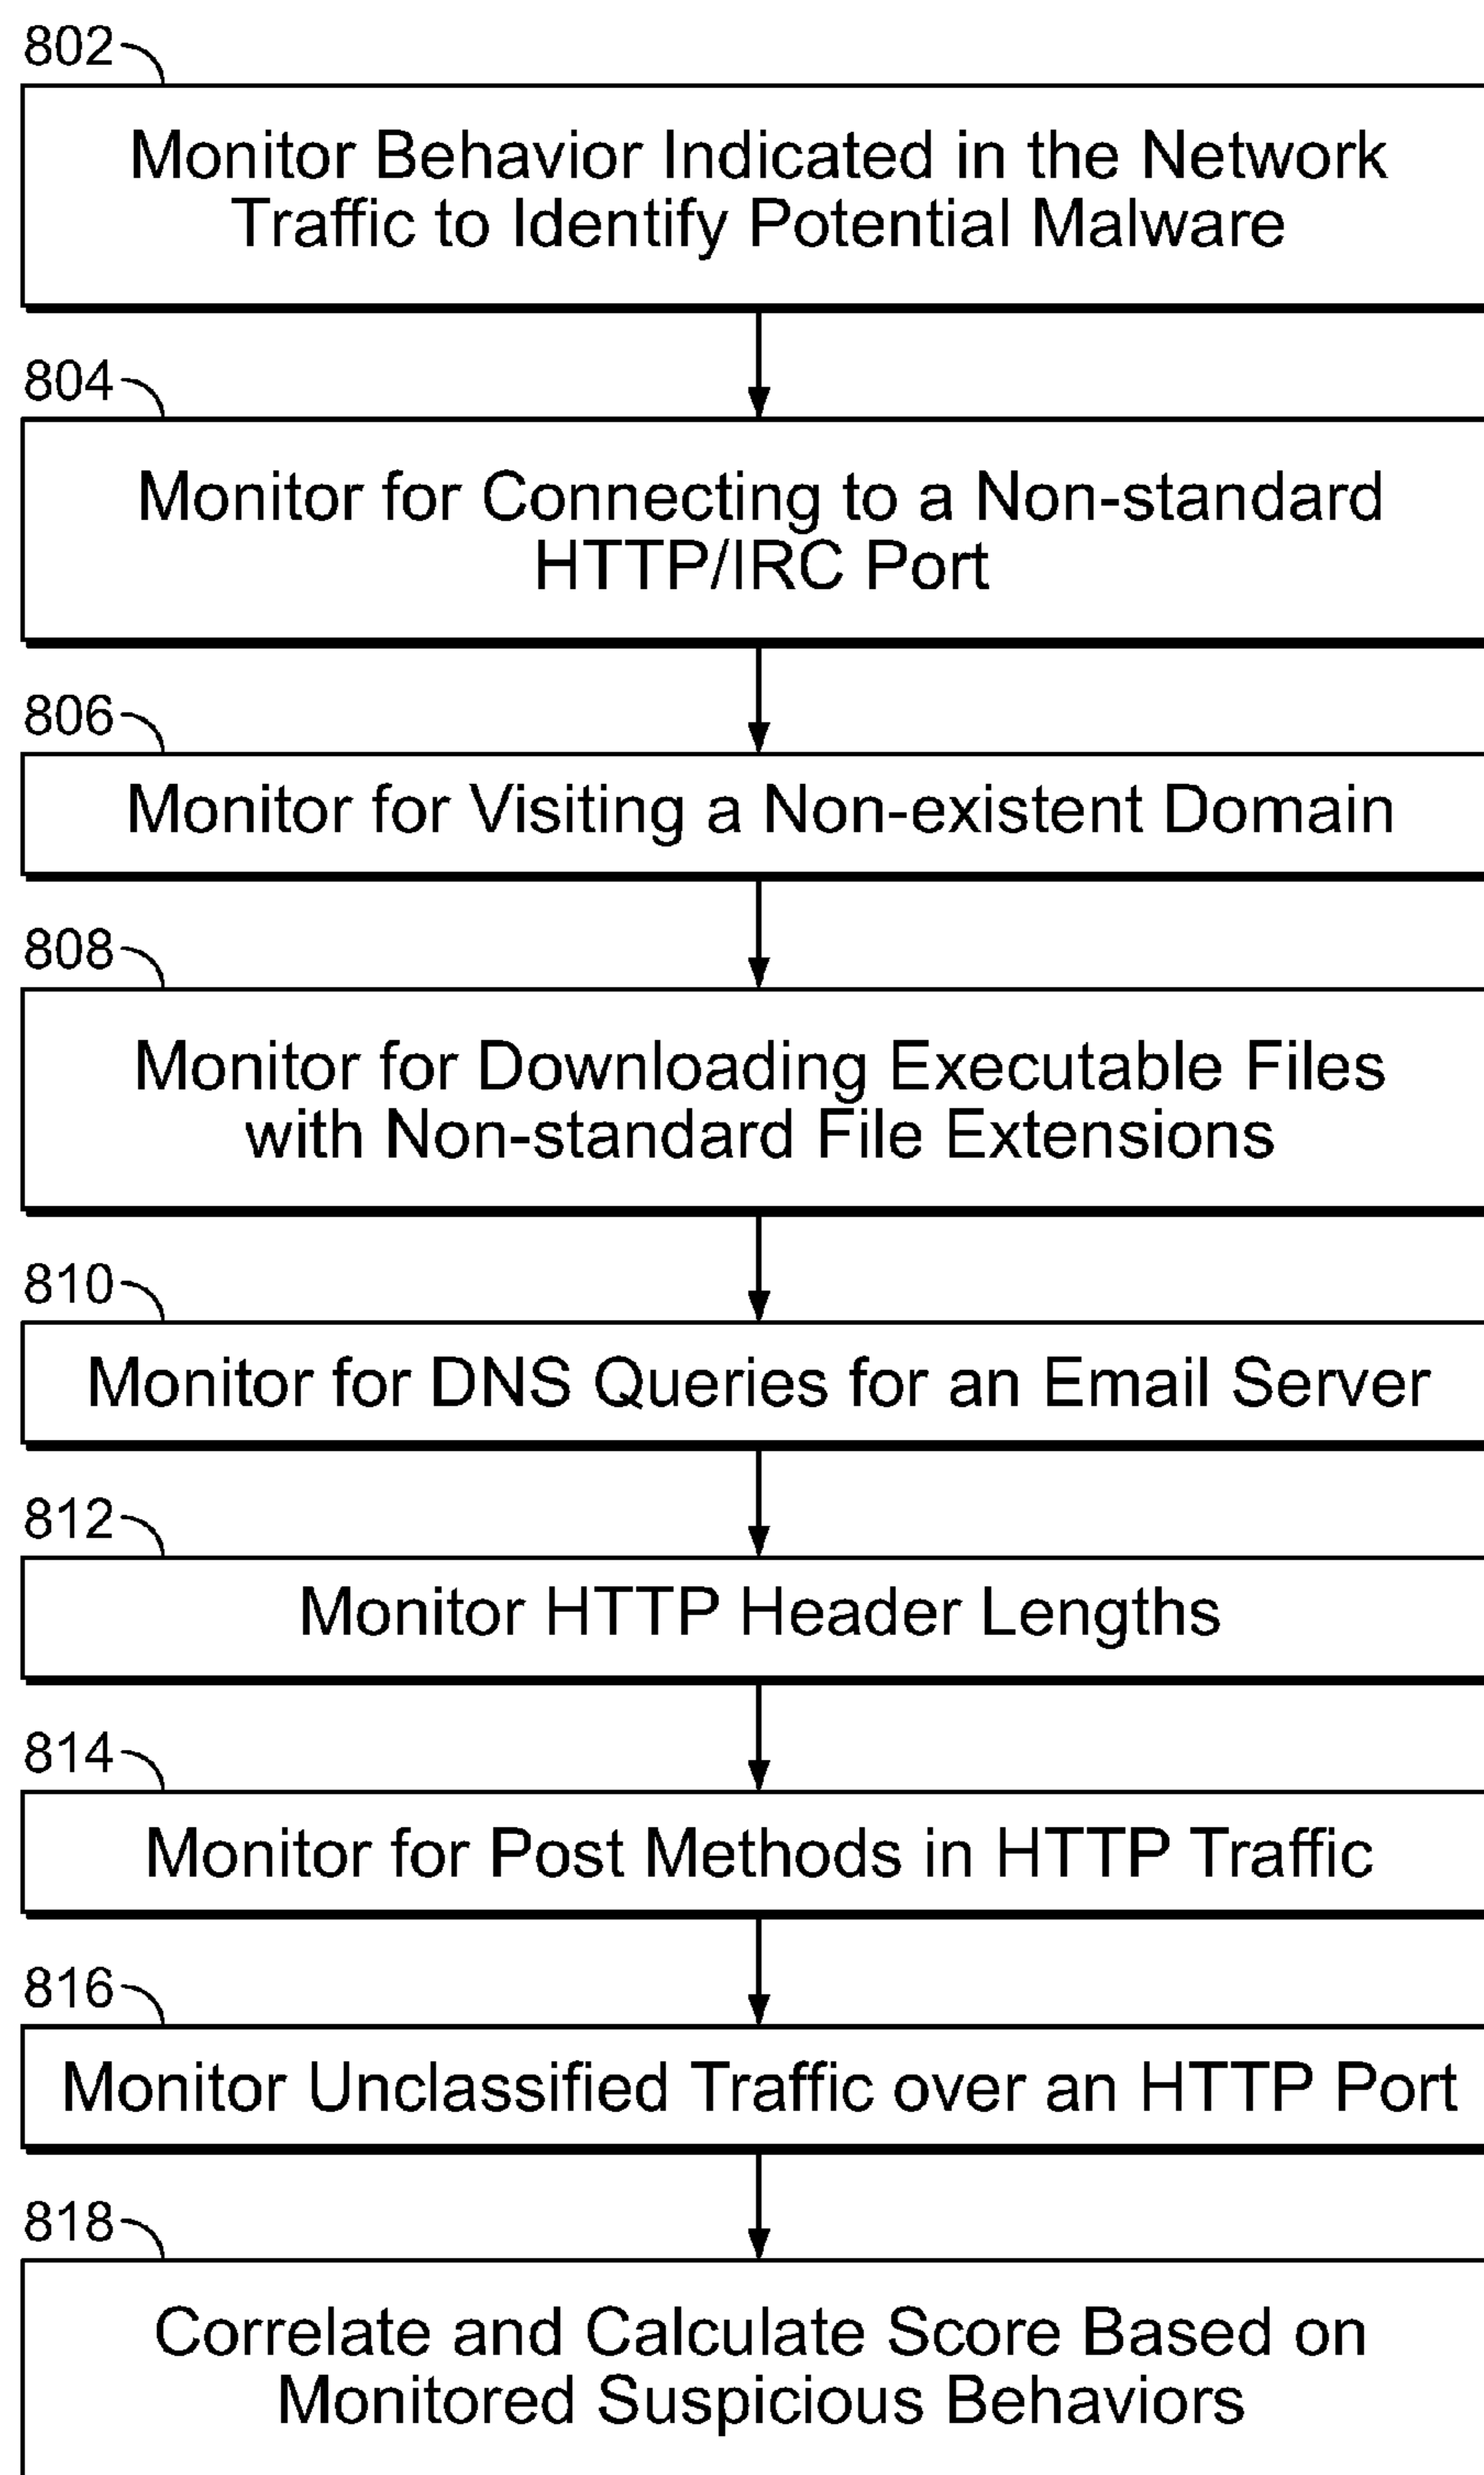 802
Monitor Behavior Indicated in the Network
Traffic to Identify Potential Malware
804
Monitor for Connecting to a Non-standard
HTTP/IRC Port
806
Monitor for Visiting a Non-existent Domain
808
Monitor for Downloading Executable Files
with Non-standard File Extensions
810
Monitor for DNS Queries for an Email Server
812
Monitor HTTP Header Lengths
814
Monitor for Post Methods in HTTP Traffic
816
Monitor Unclassified Traffic over an HTTP Port
818
Correlate and Calculate Score Based on
Monitored Suspicious Behaviors